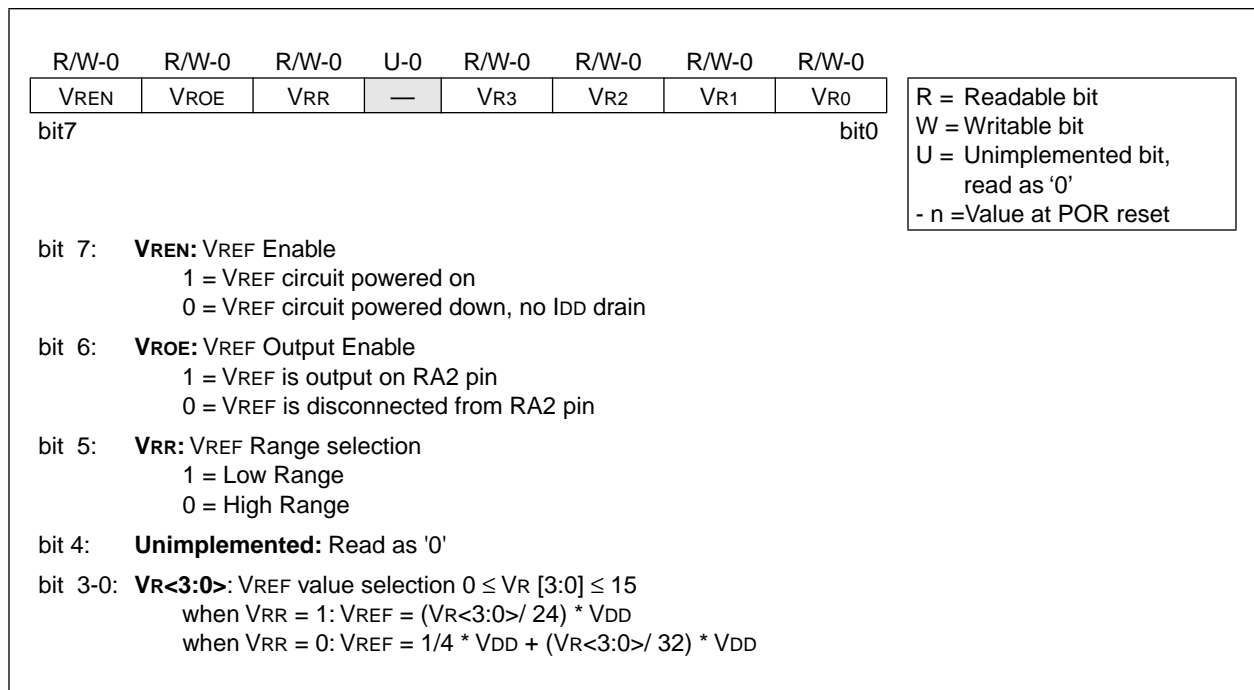 R/W-0 R/W-0 R/W-0 U-0 R/W-0 R/W-0 R/W-0 R/W-0
VREN VROE VRR — VR3 VR2 VR1 VR0
bit7 bit0
R = Readable bit
W = Writable bit
U = Unimplemented bit,
read as ‘0’
- n =Value at POR reset
bit 7: VREN: VREF Enable
1 = VREF circuit powered on
0 = VREF circuit powered down, no IDD drain
bit 6: VROE: VREF Output Enable
1 = VREF is output on RA2 pin
0 = VREF is disconnected from RA2 pin
bit 5: VRR: VREF Range selection
1 = Low Range
0 = High Range
bit 4: Unimplemented: Read as '0'
bit 3-0: VR<3:0>: VREF value selection 0 ≤ VR [3:0] ≤ 15
when VRR = 1: VREF = (VR<3:0>/ 24) * VDD
when VRR = 0: VREF = 1/4 * VDD + (VR<3:0>/ 32) * VDD